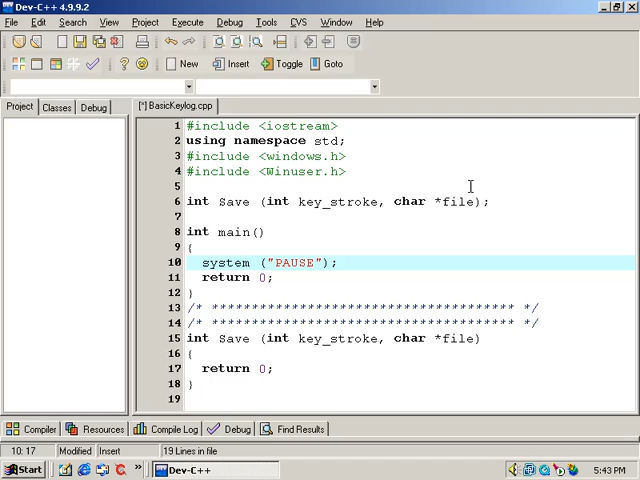 Dev-C++ 4.9.9.2
File Edit Search View Project Execute Debug Tools CVS Window Help
New Insert Toggle Goto
Project Classes Debug [*] BasicKeylog.cpp
1 #include <iostream>
2 using namespace std;
3 #include <windows.h>
4 #include <Winuser.h>
5
6 int Save (int key_stroke, char *file);
7
8 int main()
9 {
10 system ("PAUSE");
11 return 0;
12 }
13 /* ************************************** */
14 /* ************************************** */
15 int Save (int key_stroke, char *file)
16 {
17 return 0;
18 }
19
Compiler Resources Compile Log Debug Find Results
10: 17 Modified Insert 19 Lines in file
Start » Dev-C++ 5:43 PM